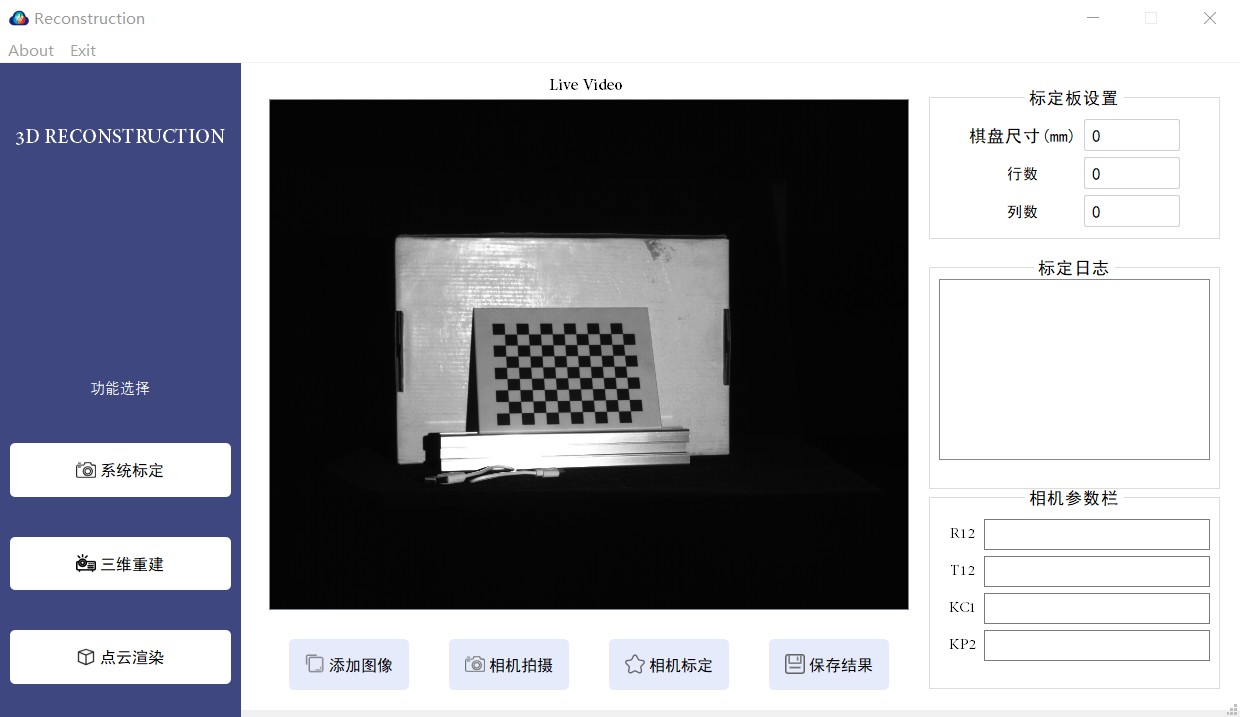 Reconstruction
About Exit
3D RECONSTRUCTION
功能选择
系统标定
三维重建
点云渲染
Live Video
添加图像
相机拍摄
相机标定
保存结果
标定板设置
棋盘尺寸(mm) 0
行数 0
列数 0
标定日志
相机参数栏
R12
T12
KC1
KP2